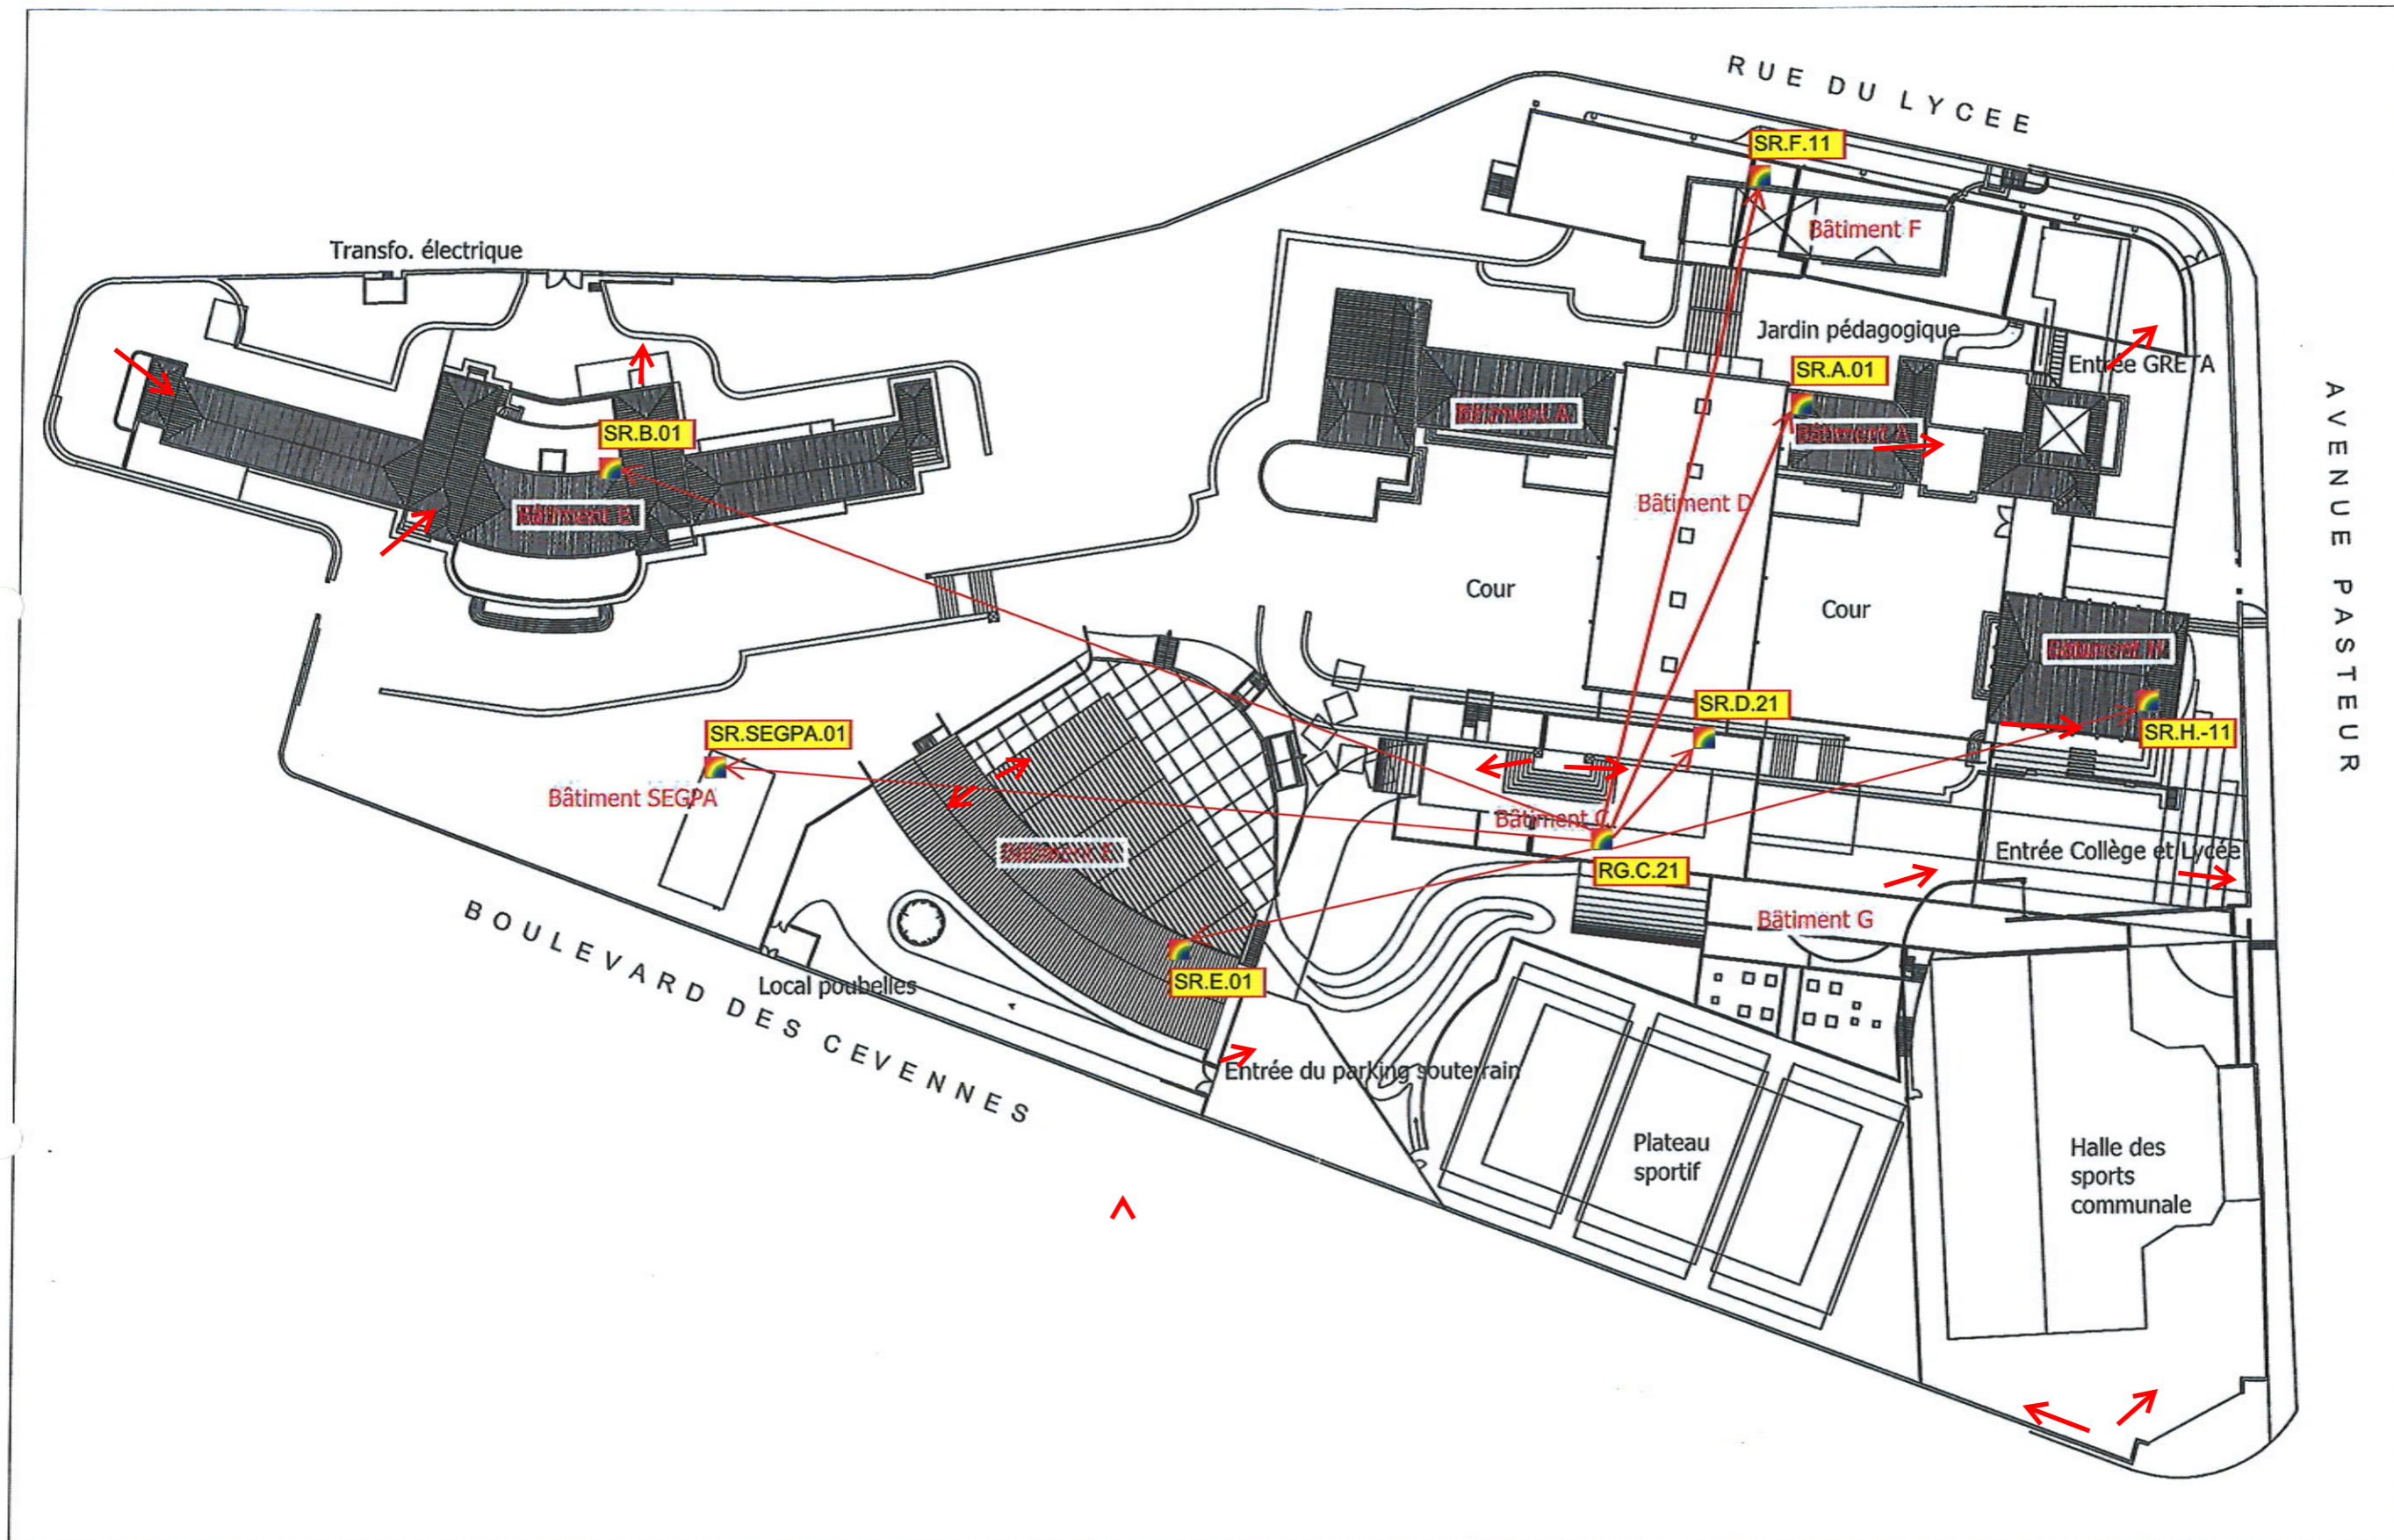 RUE DU LYCEE
SR.F.11
Bâtiment F
Transfo. électrique
Jardin pédagogique
Entrée GRETA
SR.A.01
Bâtiment A
Bâtiment A
SR.B.01
Bâtiment B
Bâtiment D
AVENUE PASTEUR
Cour
Cour
Bâtiment H
SR.D.21
SR.H.-11
SR.SEGPA.01
Bâtiment SEGPA
Bâtiment C
Bâtiment E
RG.C.21
Entrée Collège et Lycée
Bâtiment G
SR.E.01
Local poubelles
BOULEVARD DES CEVENNES
Entrée du parking souterrain
Plateau
sportif
Halle des
sports
communale